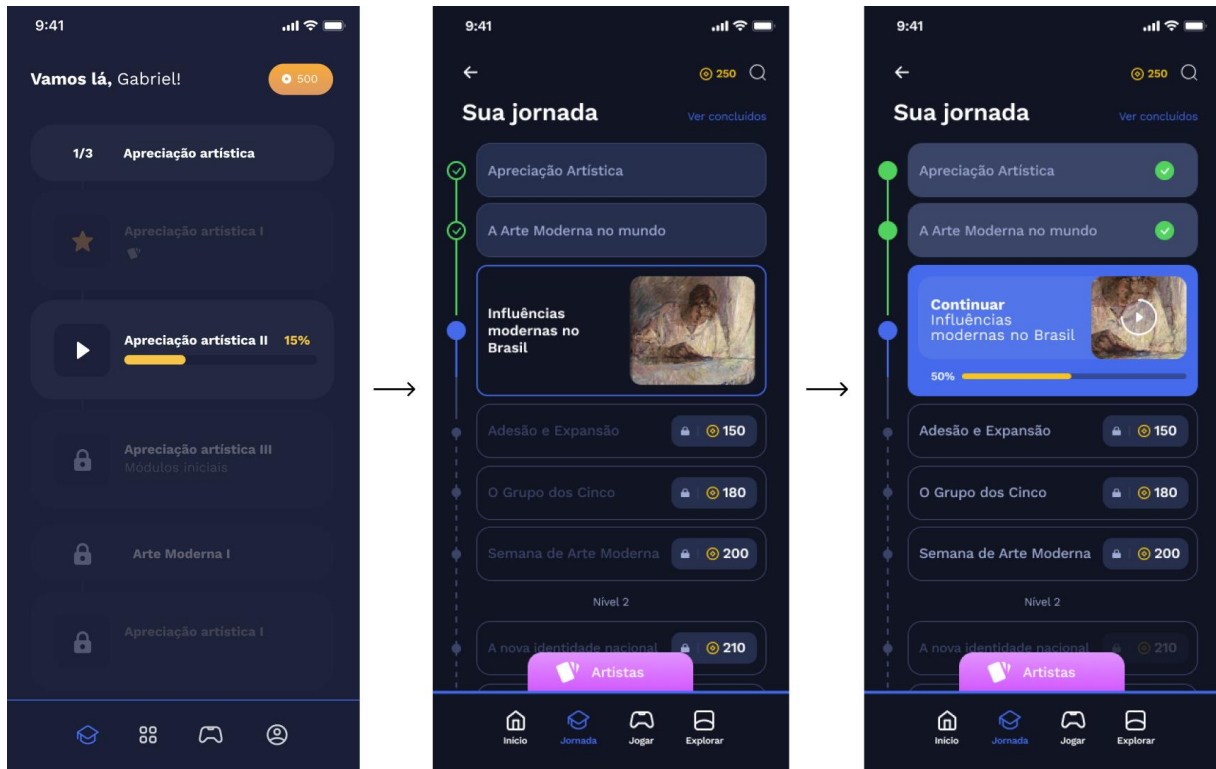 9:41
Vamos lá, Gabriel!
500
1/3 Apreciação artística
Apreciação artística I
Apreciação artística II 15%
Apreciação artística III
Módulos iniciais
Arte Moderna I
Apreciação artística I
9:41
250
Sua jornada
Ver concluídos
Apreciação Artística
A Arte Moderna no mundo
Influências
modernas no
Brasil
Adesão e Expansão 150
O Grupo dos Cinco 180
Semana de Arte Moderna 200
Nível 2
A nova identidade nacional 210
Artistas
Início Jornada Jogar Explorar
9:41
250
Sua jornada
Ver concluídos
Apreciação Artística
A Arte Moderna no mundo
Continuar
Influências
modernas no Brasil
50%
Adesão e Expansão 150
O Grupo dos Cinco 180
Semana de Arte Moderna 200
Nível 2
A nova identidade nacional 210
Artistas
Início Jornada Jogar Explorar